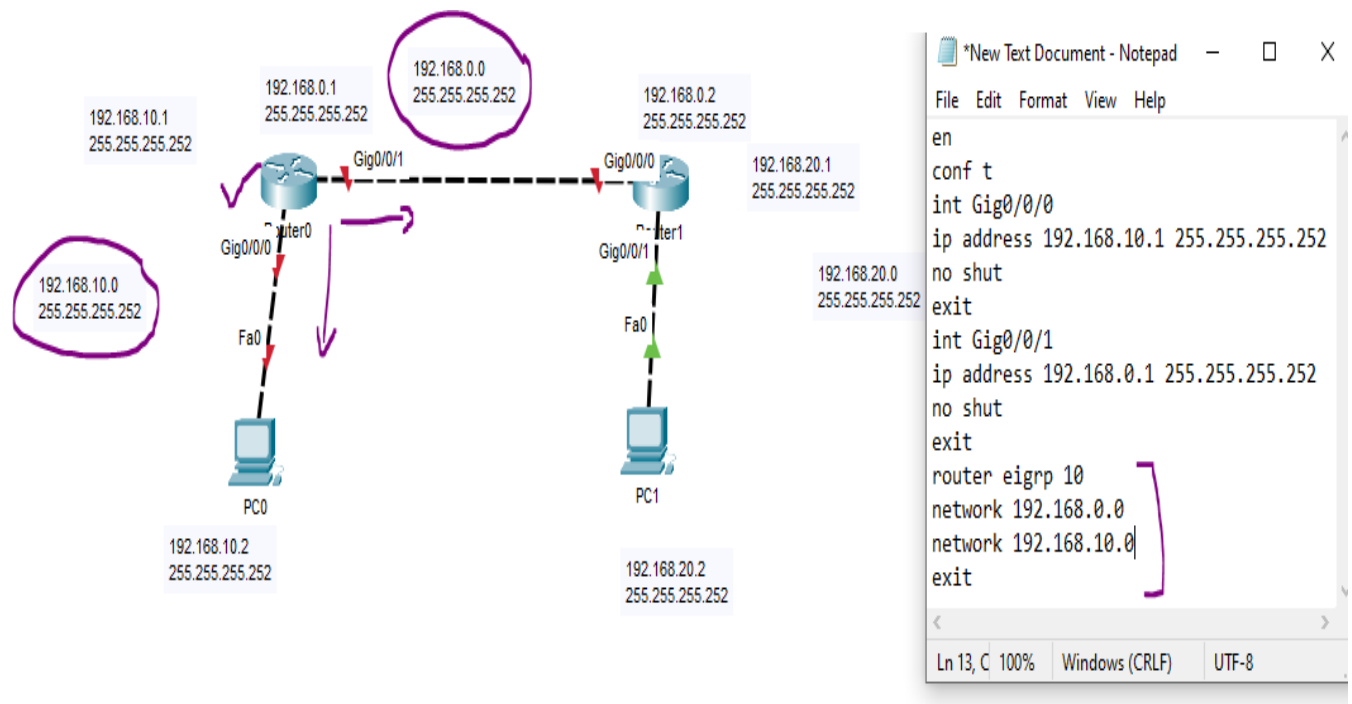 192.168.0.0
255.255.255.252
192.168.0.1
255.255.255.252
192.168.10.1
255.255.255.252
192.168.0.2
255.255.255.252
Gig0/0/1
Gig0/0/0
192.168.20.1
255.255.255.252
Gig0/0/0
Gig0/0/1
192.168.10.0
255.255.255.252
192.168.20.0
255.255.255.252
Fa0
Fa0
PC0
PC1
192.168.10.2
255.255.255.252
192.168.20.2
255.255.255.252
*New Text Document - Notepad
File Edit Format View Help
en
conf t
int Gig0/0/0
ip address 192.168.10.1 255.255.255.252
no shut
exit
int Gig0/0/1
ip address 192.168.0.1 255.255.255.252
no shut
exit
router eigrp 10
network 192.168.0.0
network 192.168.10.0
exit
Ln 13, C 100% Windows (CRLF) UTF-8